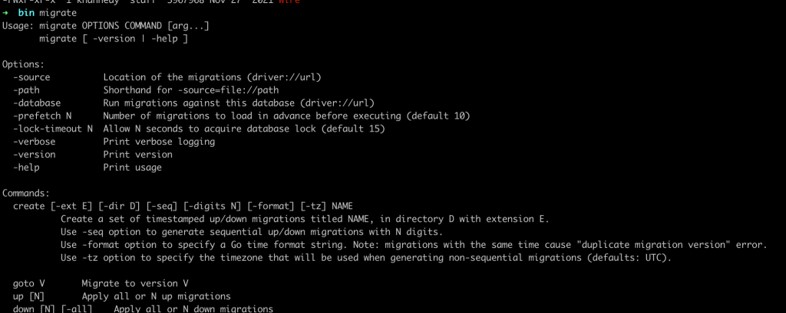 -rwxr-xr-x  1 khannedy  staff  5967968 Nov 27  2021 wire
➜  bin migrate
Usage: migrate OPTIONS COMMAND [arg...]
       migrate [ -version | -help ]

Options:
  -source          Location of the migrations (driver://url)
  -path            Shorthand for -source=file://path
  -database        Run migrations against this database (driver://url)
  -prefetch N      Number of migrations to load in advance before executing (default 10)
  -lock-timeout N  Allow N seconds to acquire database lock (default 15)
  -verbose         Print verbose logging
  -version         Print version
  -help            Print usage

Commands:
  create [-ext E] [-dir D] [-seq] [-digits N] [-format] [-tz] NAME
           Create a set of timestamped up/down migrations titled NAME, in directory D with extension E.
           Use -seq option to generate sequential up/down migrations with N digits.
           Use -format option to specify a Go time format string. Note: migrations with the same time cause "duplicate migration version" error.
           Use -tz option to specify the timezone that will be used when generating non-sequential migrations (defaults: UTC).

  goto V       Migrate to version V
  up [N]       Apply all or N up migrations
  down [N] [-all]    Apply all or N down migrations